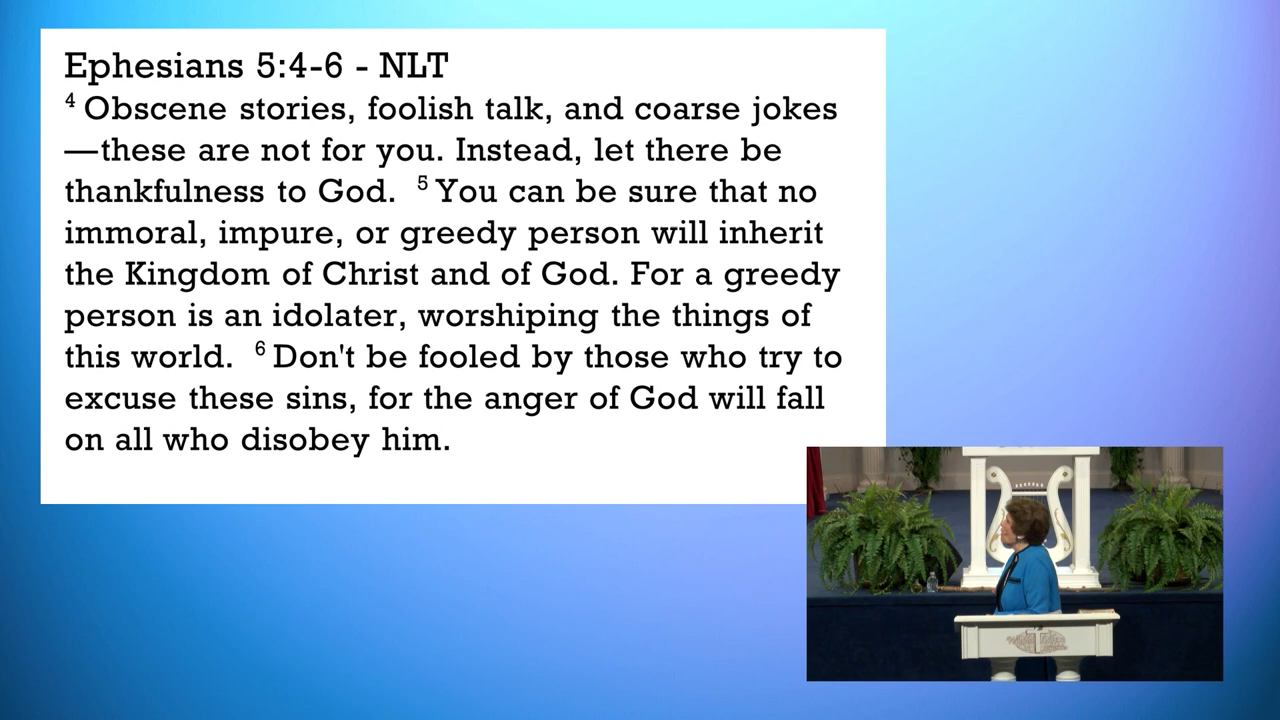 Ephesians 5:4-6 - NLT
4 Obscene stories, foolish talk, and coarse jokes
—these are not for you. Instead, let there be
thankfulness to God. 5 You can be sure that no
immoral, impure, or greedy person will inherit
the Kingdom of Christ and of God. For a greedy
person is an idolater, worshiping the things of
this world. 6 Don't be fooled by those who try to
excuse these sins, for the anger of God will fall
on all who disobey him.